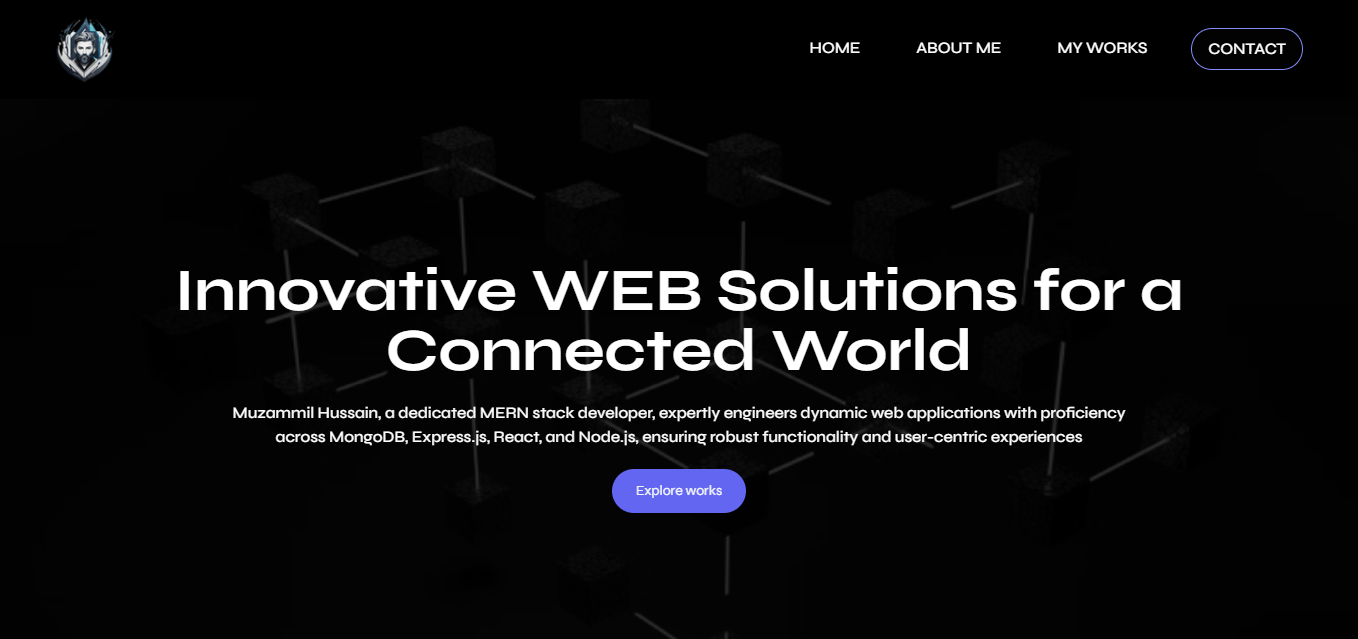 HOME
ABOUT ME
MY WORKS
CONTACT
Innovative WEB Solutions for a
Connected World
Muzammil Hussain, a dedicated MERN stack developer, expertly engineers dynamic web applications with proficiency
across MongoDB, Express.js, React, and Node.js, ensuring robust functionality and user-centric experiences
Explore works